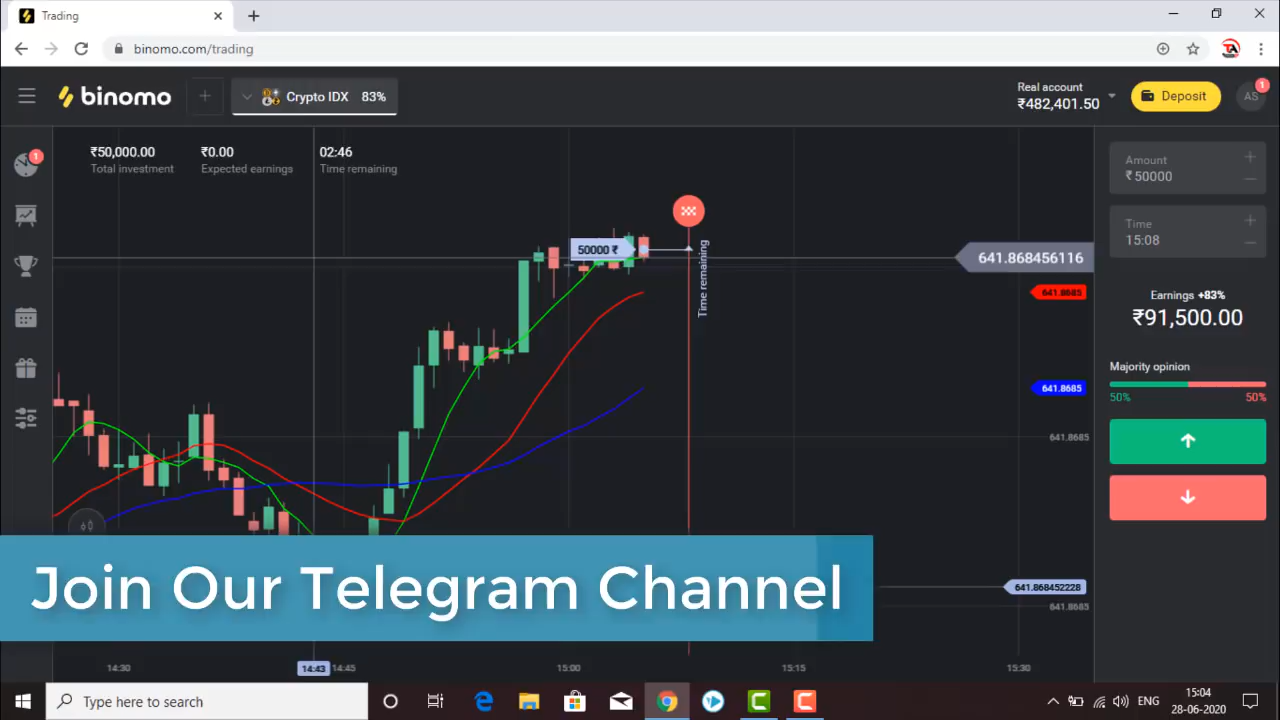 Trading
binomo.com/trading
binomo
Crypto IDX 83%
Real account
₹482,401.50
Deposit
AS
1
1
₹50,000.00
Total investment
₹0.00
Expected earnings
02:46
Time remaining
50000 ₹
Time remaining
641.868456116
641.8685
641.8685
641.8685
641.868452228
641.8685
Amount
₹ 50000
Time
15:08
Earnings +83%
₹91,500.00
Majority opinion
50% 50%
Join Our Telegram Channel
14:30 14:43 14:45 15:00 15:15 15:30
Type here to search
ENG
15:04
28-06-2020